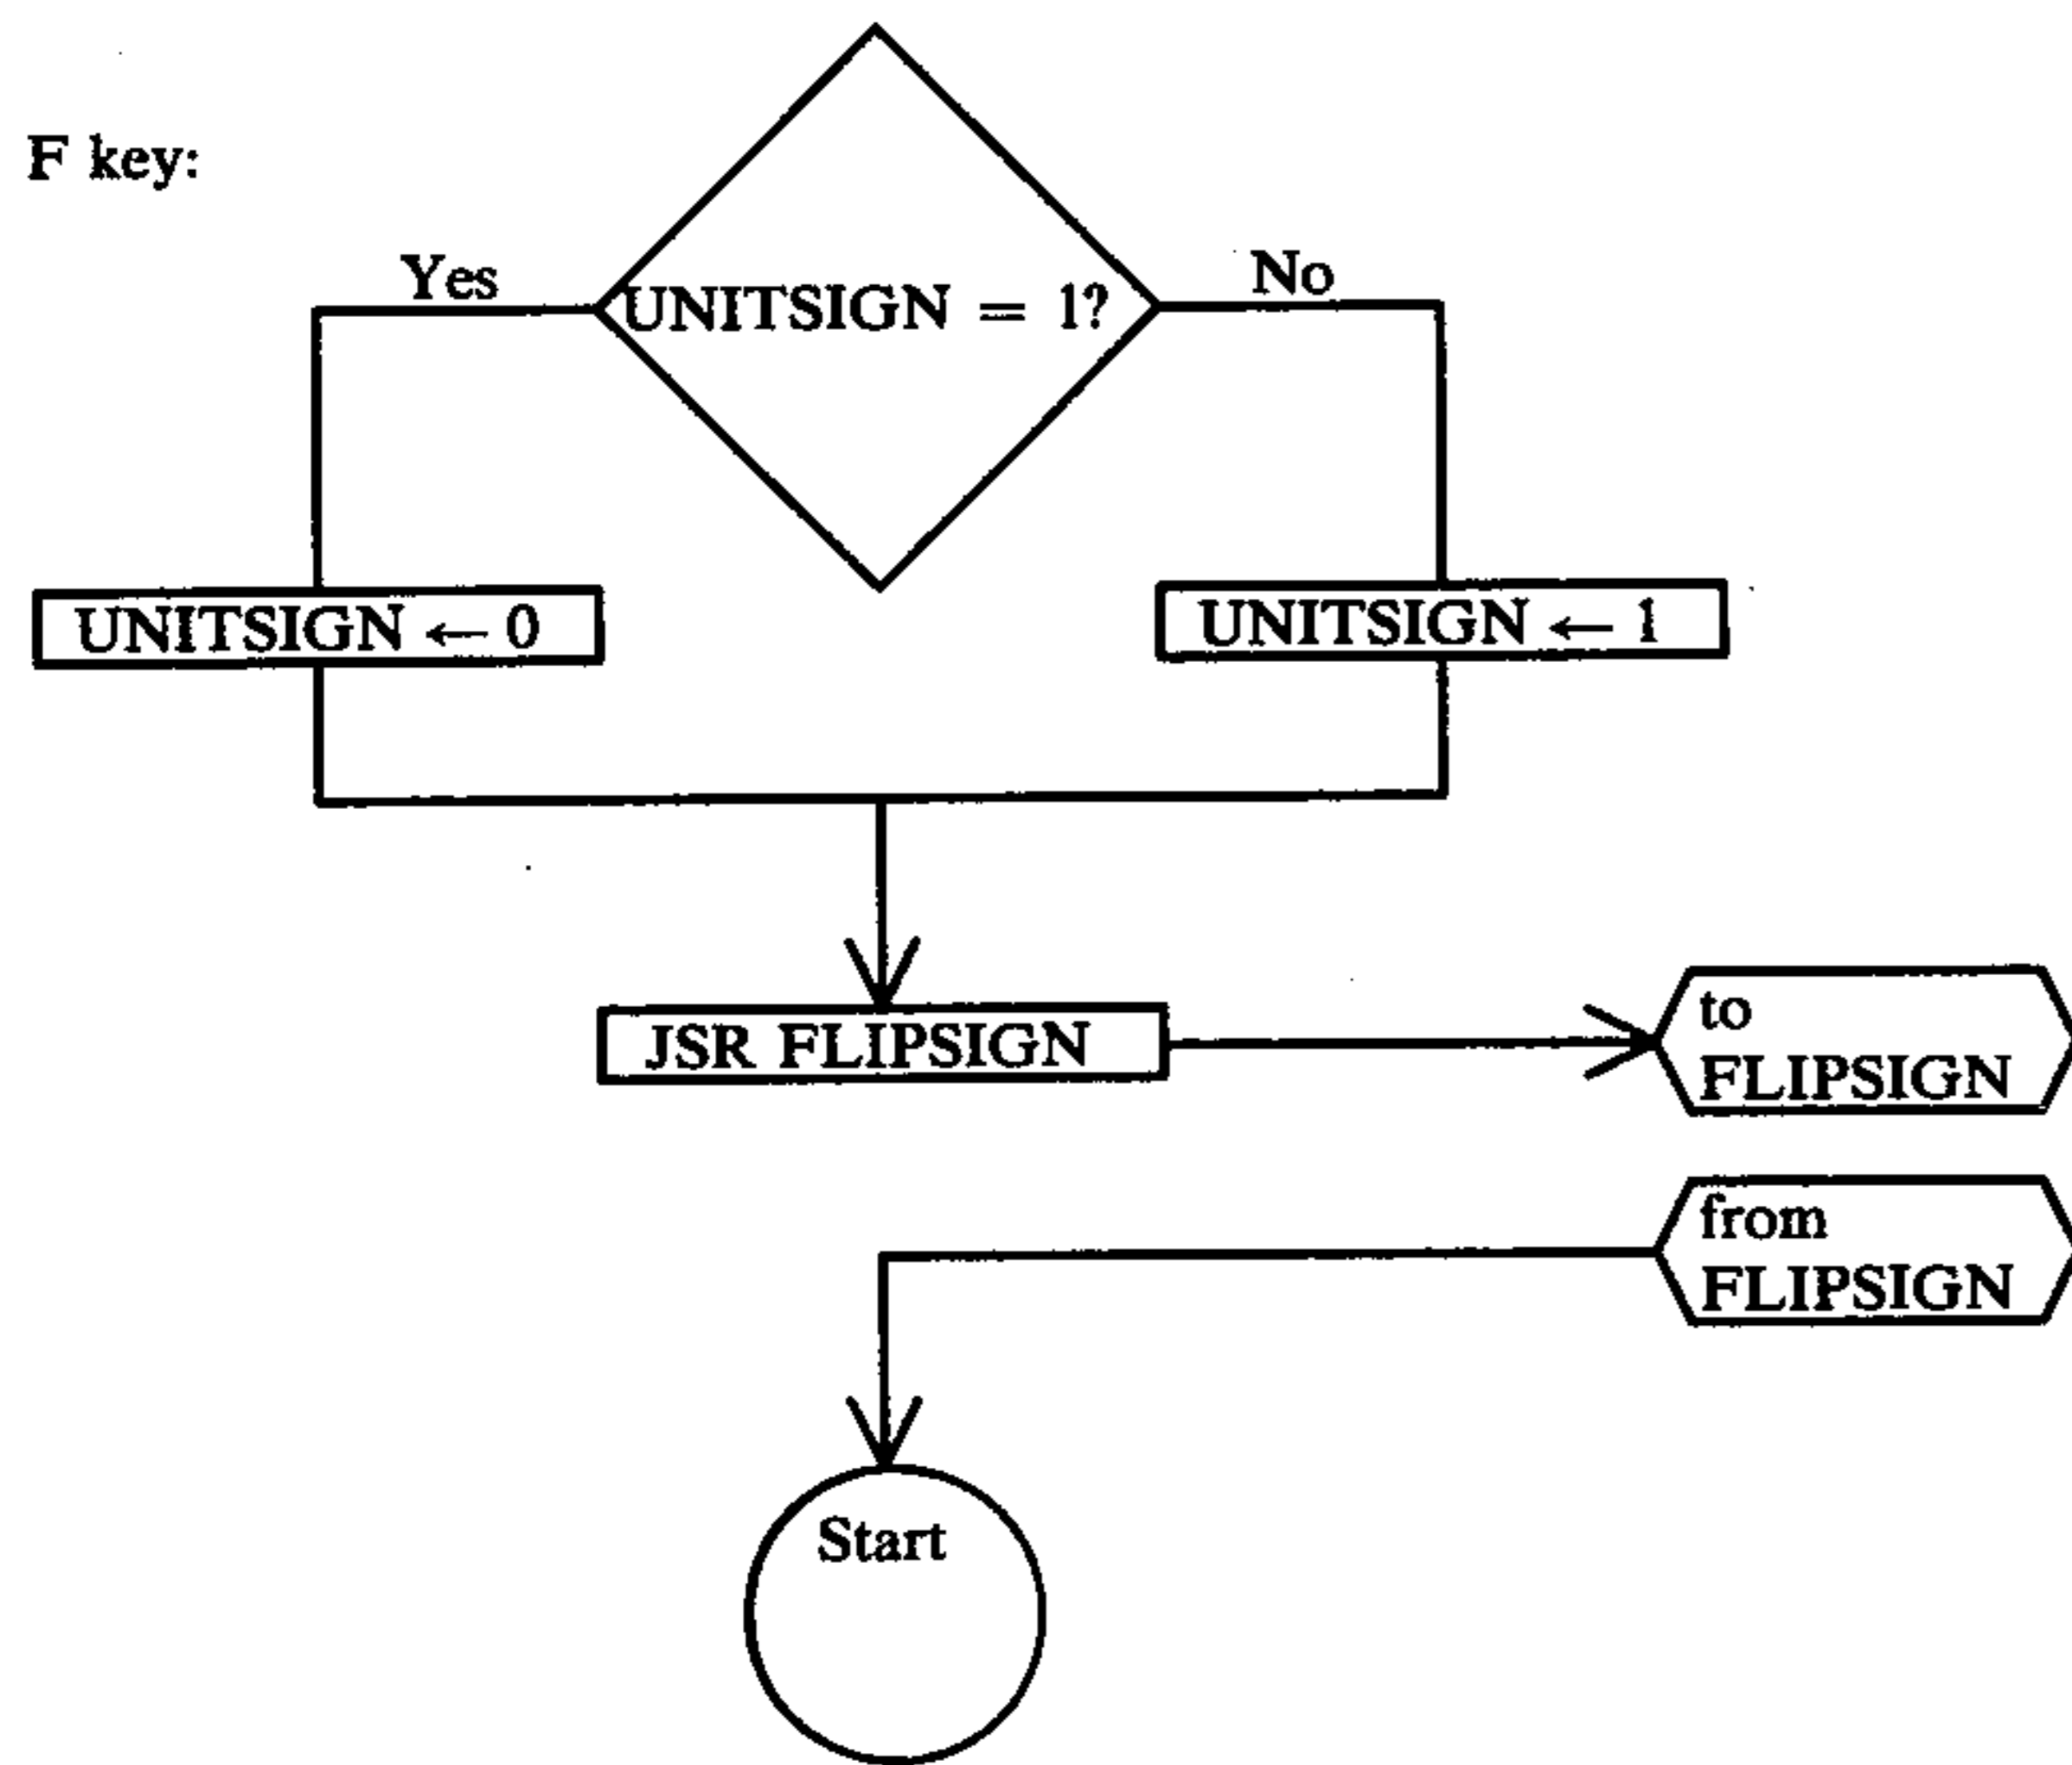 F key:
Yes
No
UNITSIGN = 1?
UNITSIGN ← 0
UNITSIGN ← 1
JSR FLIPSIGN
to
FLIPSIGN
from
FLIPSIGN
Start